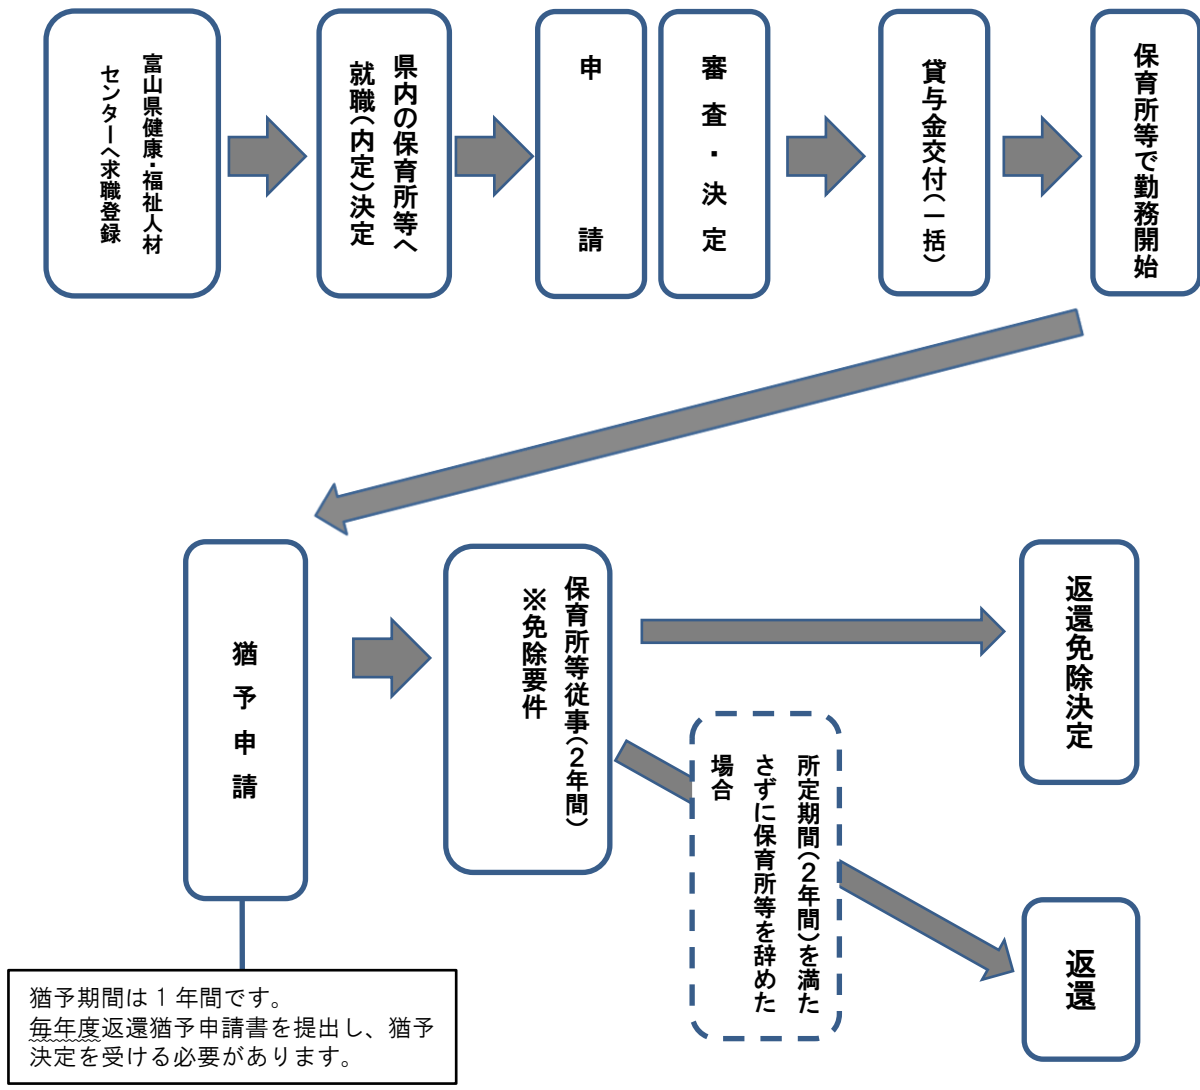 富山県健康・福祉人材
センターへ求職登録
県内の保育所等へ
就職（内定）決定
申請
審査・決定
貸与金交付（一括）
保育所等で勤務開始
猶予申請
保育所等従事（２年間）
※免除要件
返還免除決定
所定期間（２年間）を満た
さずに保育所等を辞めた
場合
返還
猶予期間は１年間です。
毎年度返還猶予申請書を提出し、猶予
決定を受ける必要があります。